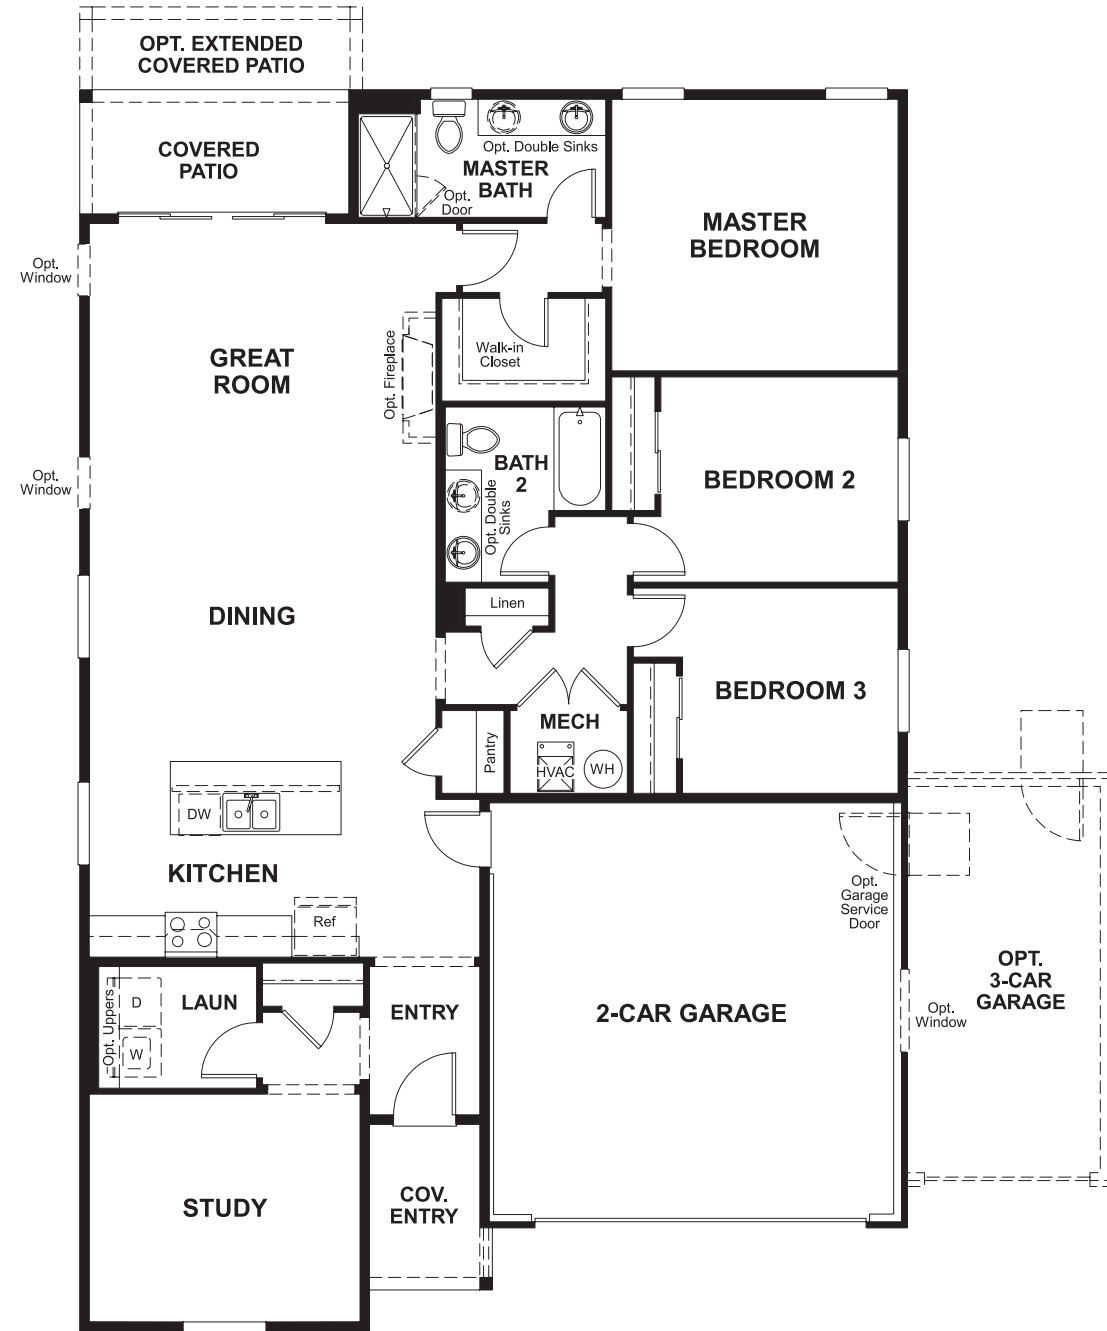 OPT. EXTENDED
COVERED PATIO
COVERED
PATIO
Opt. Double Sinks
MASTER
BATH
Opt.
Door
MASTER
BEDROOM
Opt.
Window
GREAT
ROOM
Opt. Fireplace
Walk-in
Closet
BATH
2
Opt. Double
Sinks
BEDROOM 2
Opt.
Window
DINING
Linen
BEDROOM 3
MECH
Pantry
HVAC
WH
DW
KITCHEN
Ref
Opt.
Garage
Service
Door
OPT.
3-CAR
GARAGE
Opt. Uppers
D
LAUN
W
ENTRY
2-CAR GARAGE
Opt.
Window
STUDY
COV.
ENTRY